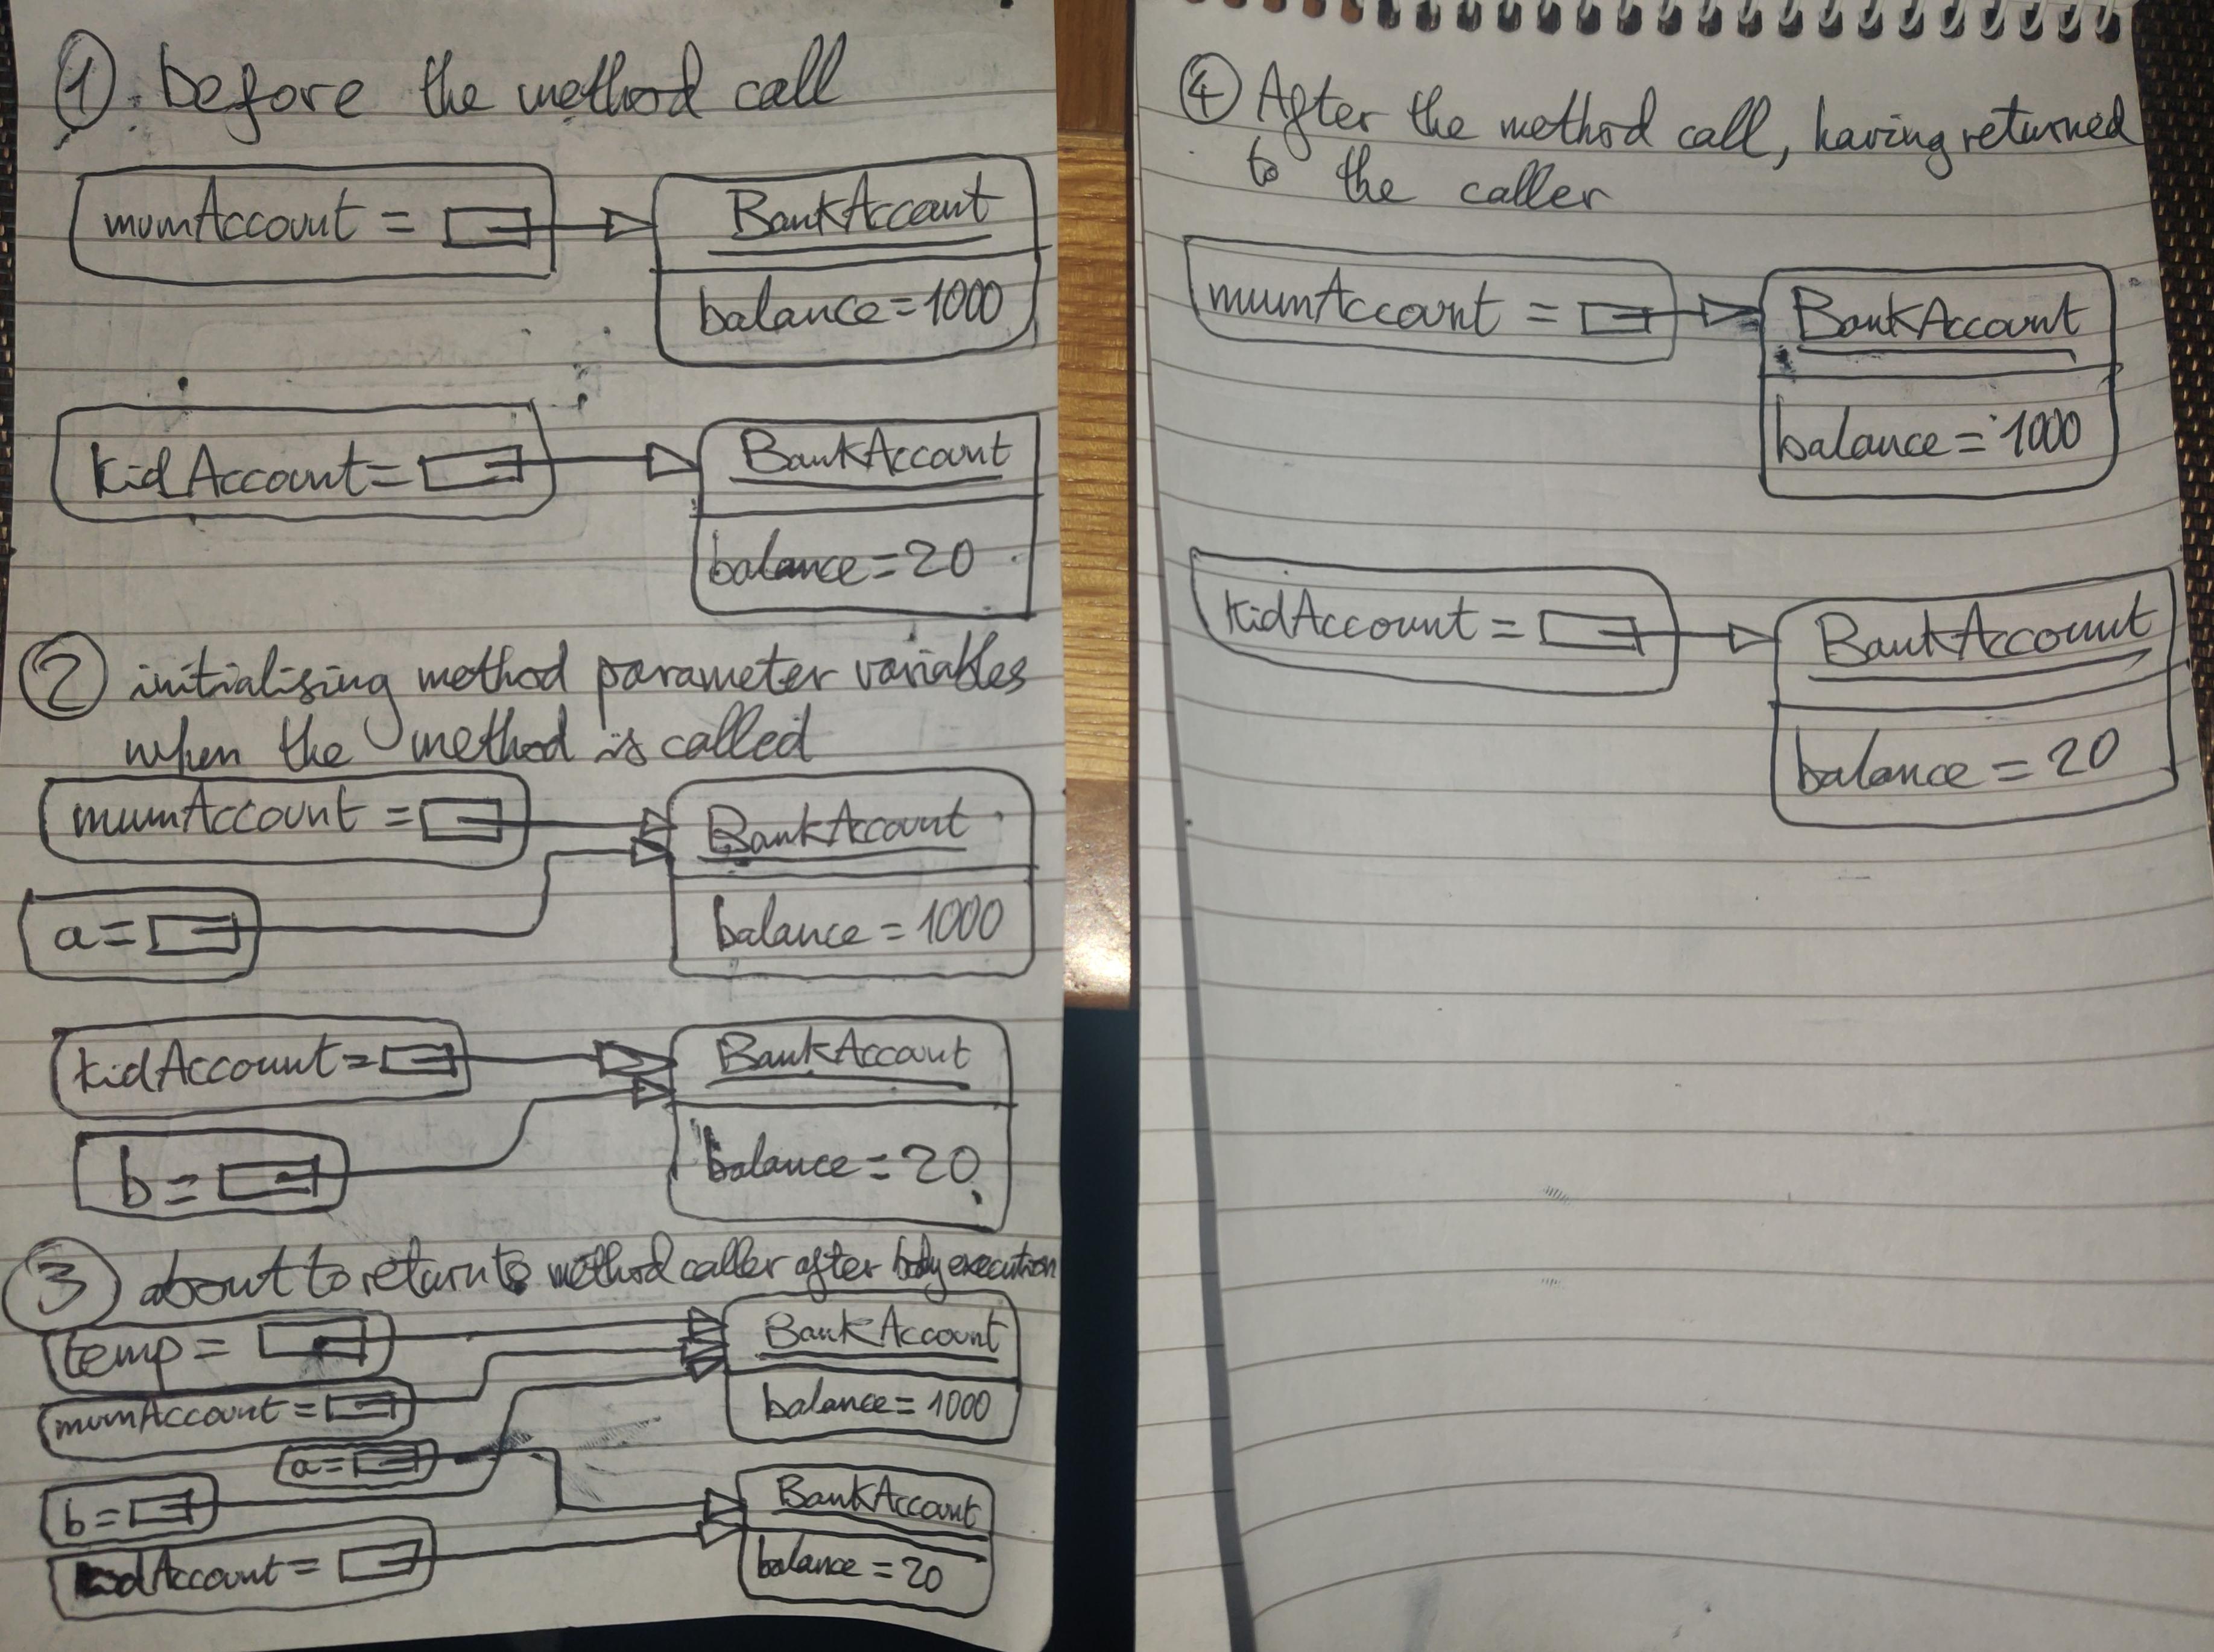 ① before the method call
mumAccount =
BankAccount
balance=1000
kidAccount=
BankAccount
balance=20
② initialising method parameter variables
when the method is called
mumAccount =
BankAccount
a=
balance = 1000
kidAccount=
BankAccount
b=
balance = 20
③ about to return to method caller after body execution
temp =
BankAccount
mumAccount =
balance = 1000
a=
b=
BankAccount
kidAccount =
balance = 20
④ After the method call, having returned
to the caller
mumAccount =
BankAccount
balance = 1000
kidAccount =
BankAccount
balance = 20